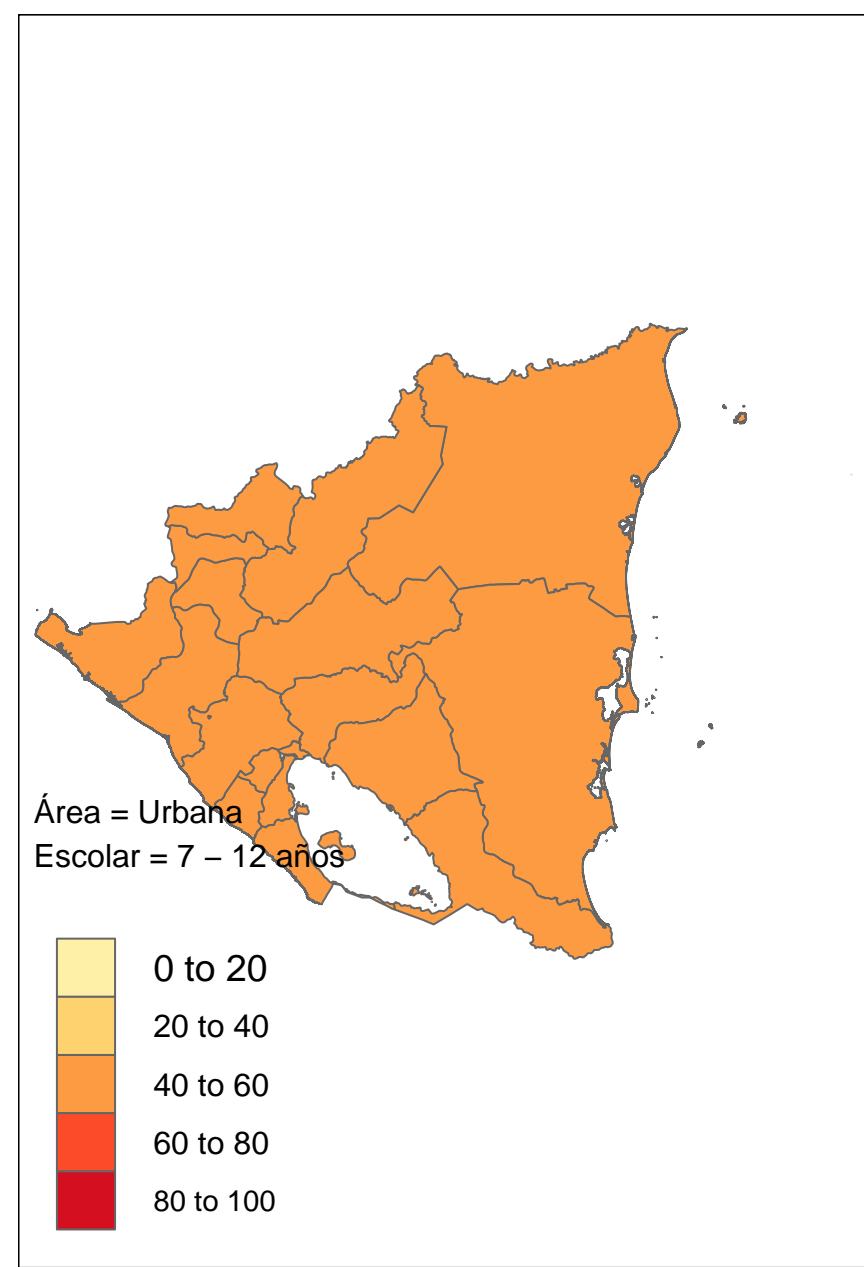 Área = Urbana
Escolar = 7 − 12 años
0 to 20
20 to 40
40 to 60
60 to 80
80 to 100